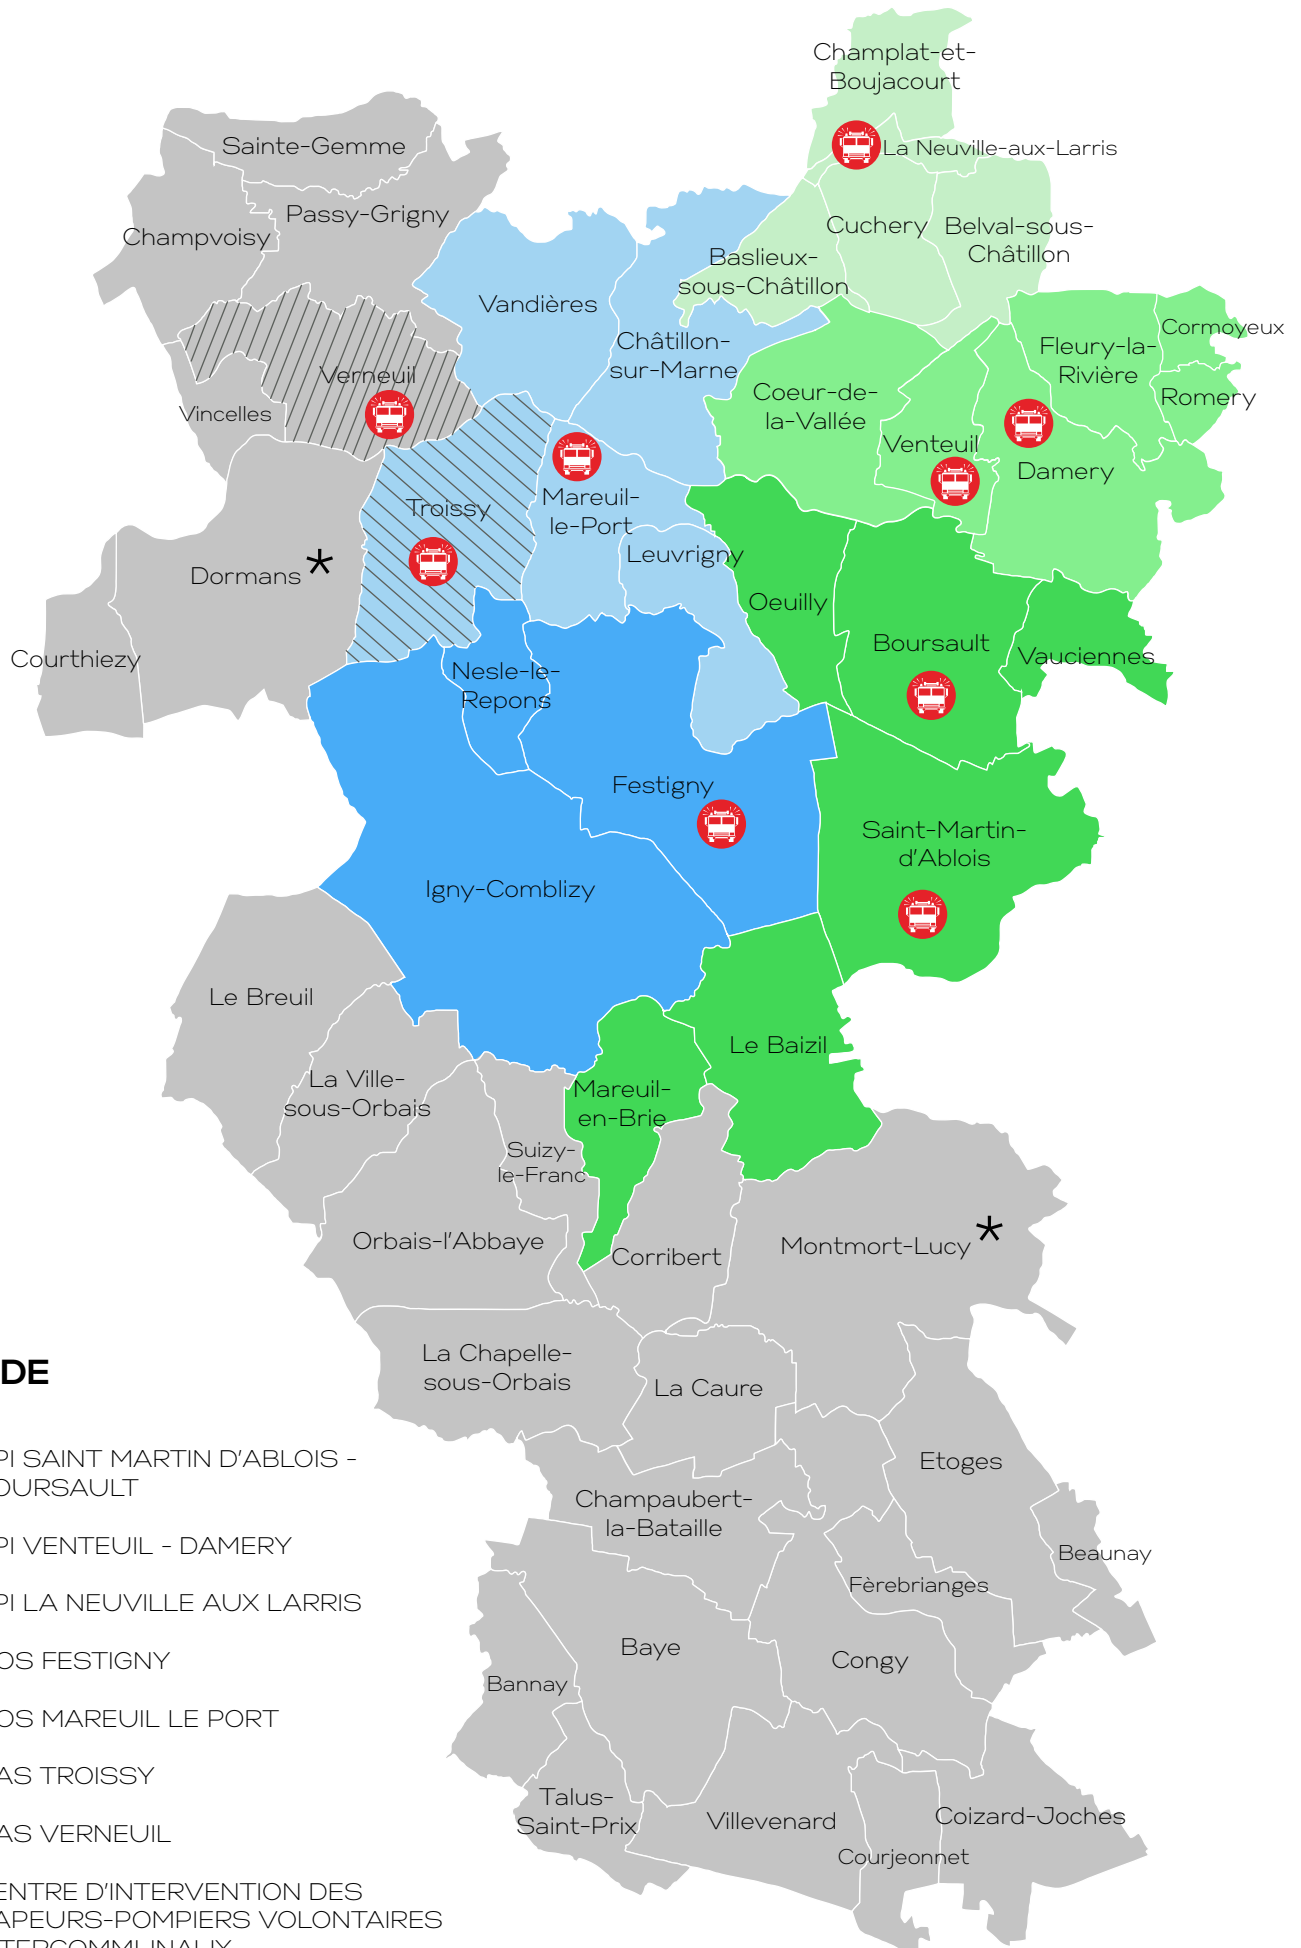 Champlat-et-
Boujacourt
Sainte-Gemme
La Neuville-aux-Larris
Passy-Grigny
Champvoisy
Cuchery
Belval-sous-
Châtillon
Baslieux-
sous-Châtillon
Vandières
Châtillon-
sur-Marne
Cormoyeux
Fleury-la-
Rivière
Verneuil
Vincelles
Coeur-de-
la-Vallée
Romery
Venteuil
Damery
Troissy
Mareuil-
le-Port
Leuvrigny
Dormans *
Oeuilly
Boursault
Vauciennes
Courthiezy
Nesle-le-
Repons
Festigny
Saint-Martin-
d'Ablois
Igny-Comblizy
Le Breuil
Le Baizil
La Ville-
sous-Orbais
Mareuil-
en-Brie
Suizy-
le-Franc
Orbais-l'Abbaye
Corribert
Montmort-Lucy *
La Chapelle-
sous-Orbais
La Caure
Etoges
Champaubert-
la-Bataille
Beaunay
Fèrebrianges
Baye
Congy
Bannay
Talus-
Saint-Prix
Villevenard
Coizard-Joches
Courjeonnet
DE
PI SAINT MARTIN D'ABLOIS -
OURSAULT
PI VENTEUIL - DAMERY
PI LA NEUVILLE AUX LARRIS
OS FESTIGNY
OS MAREUIL LE PORT
AS TROISSY
AS VERNEUIL
ENTRE D'INTERVENTION DES
APEURS-POMPIERS VOLONTAIRES